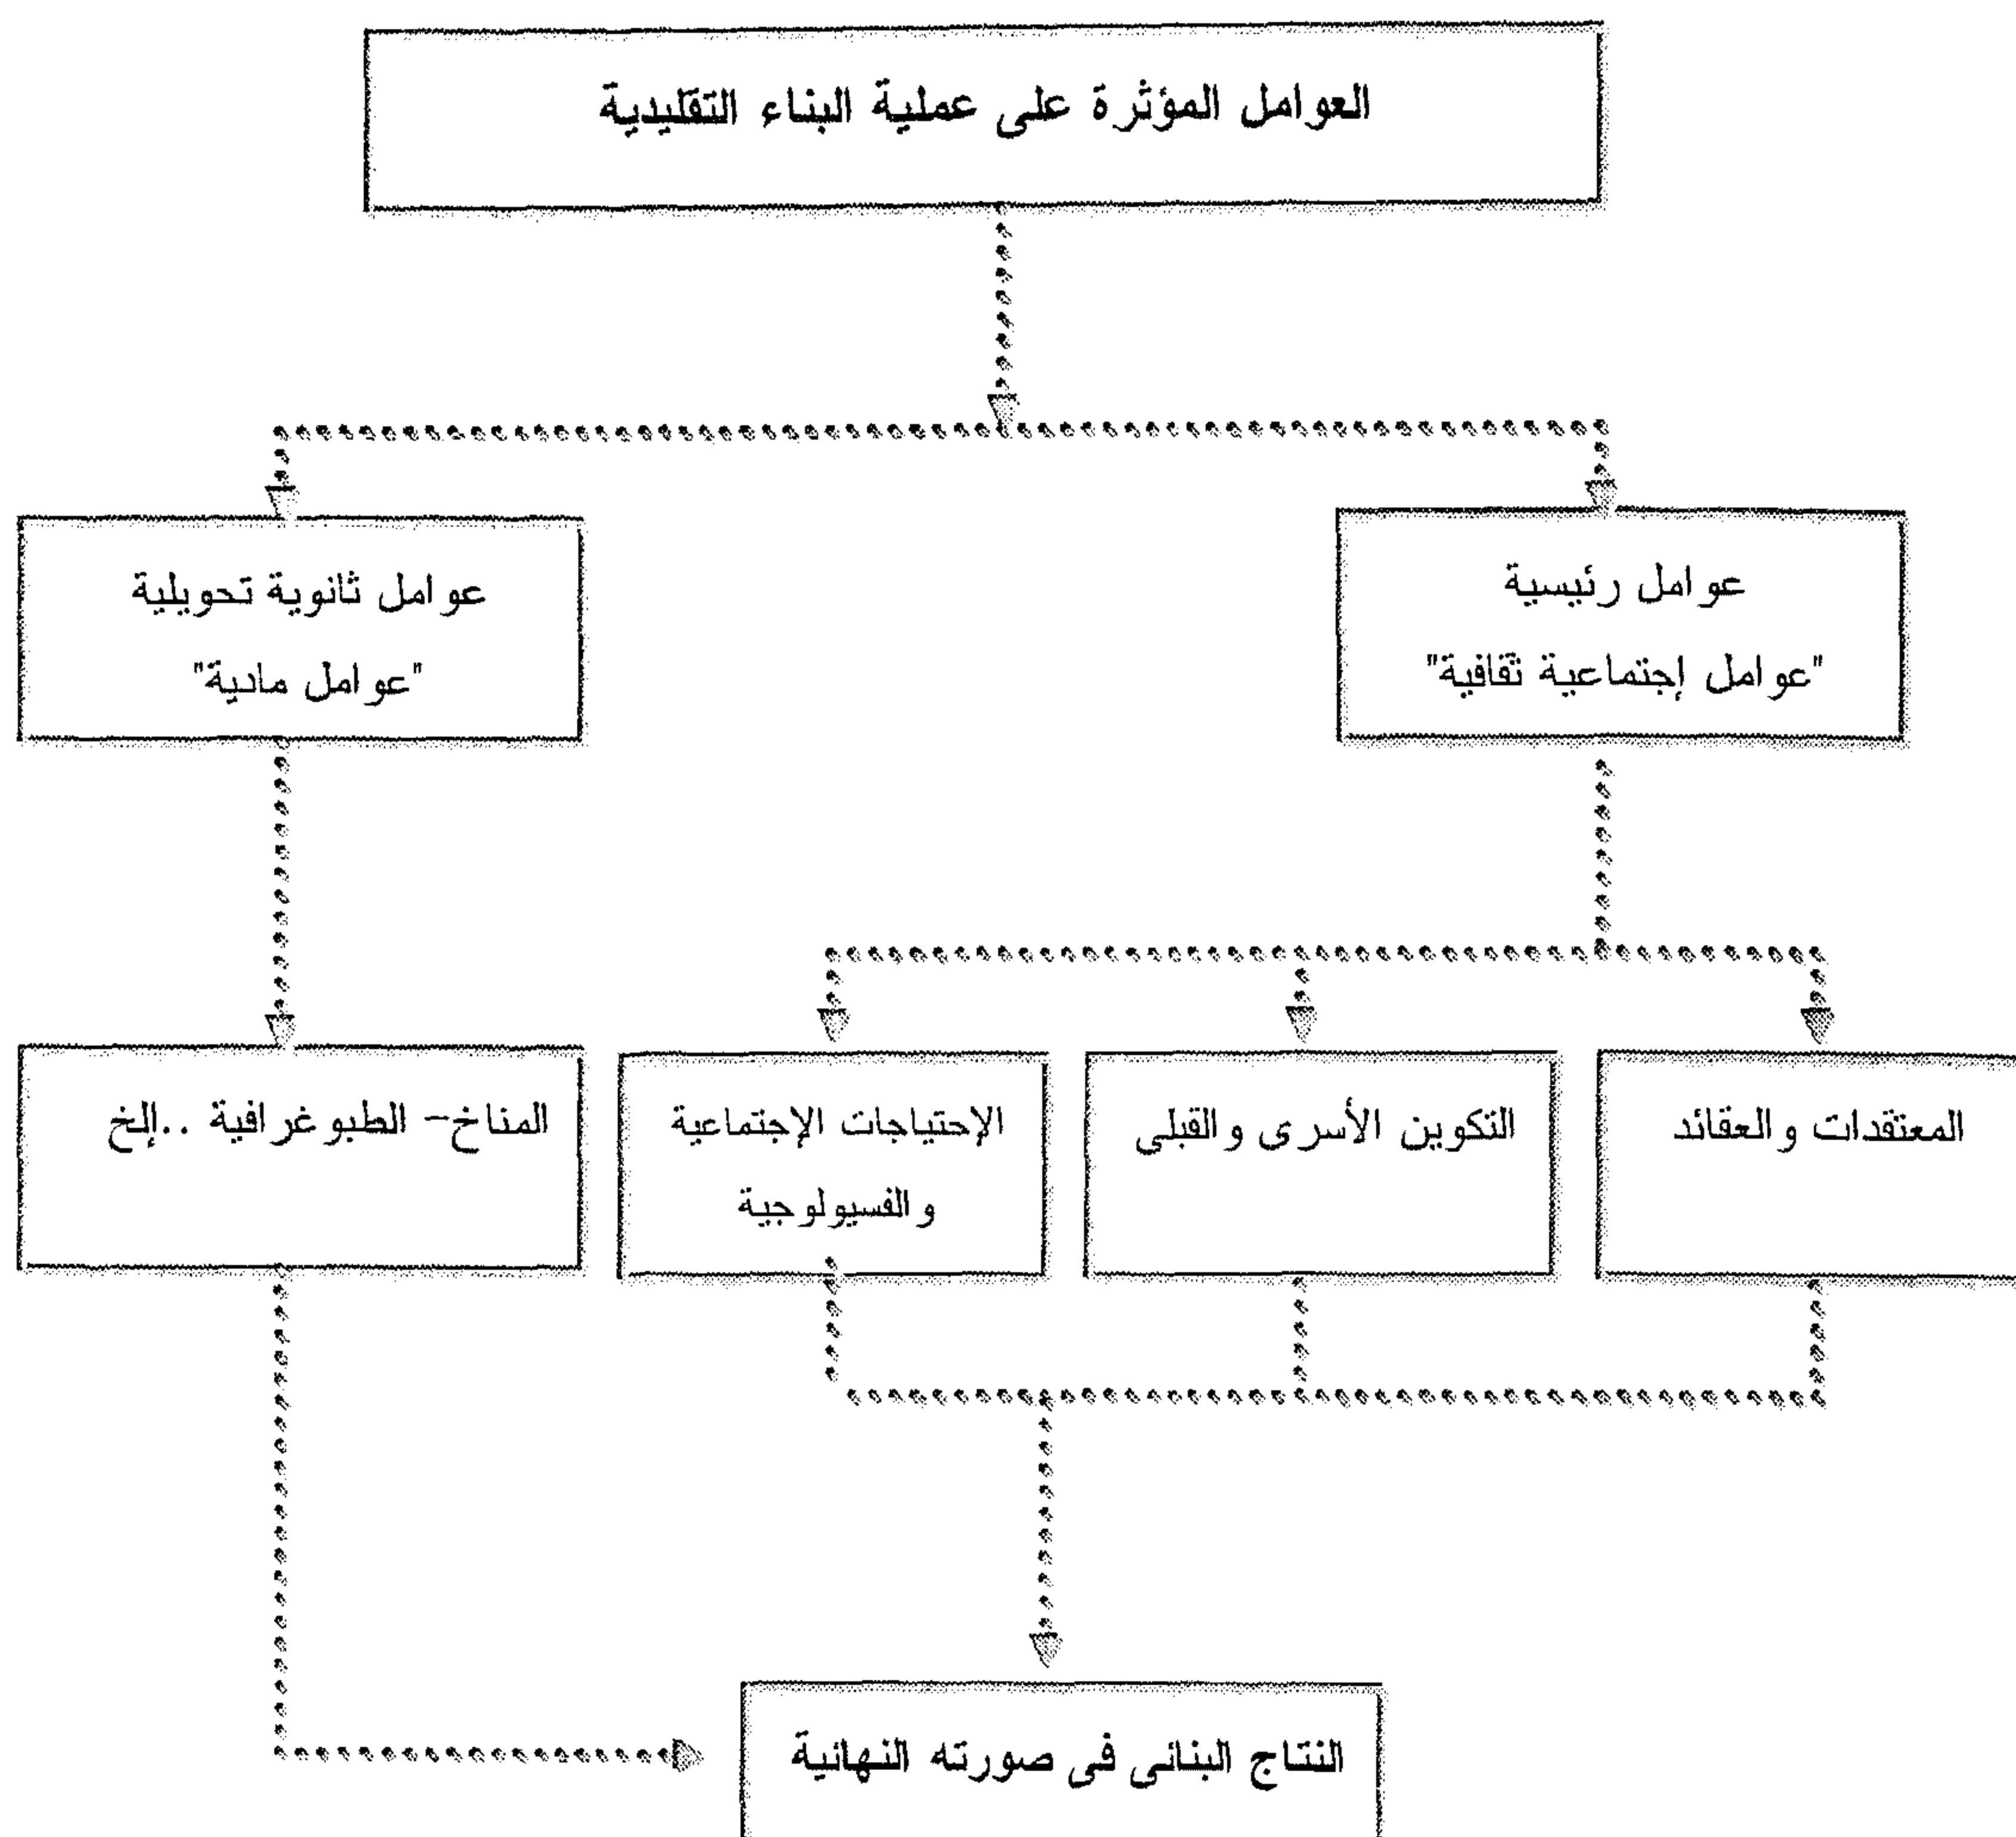 العوامل المؤثرة على عملية البناء التقليدية
عوامل رئيسية
"عوامل إجتماعية ثقافية"
عوامل ثانوية تحويلية
"عوامل مادية"
المعتقدات والعقائد
التكوين الأسرى والقبلى
الإحتياجات الإجتماعية
والفسيولوجية
المناخ- الطبوغرافية ..إلخ
النتاج البنائى فى صورته النهائية